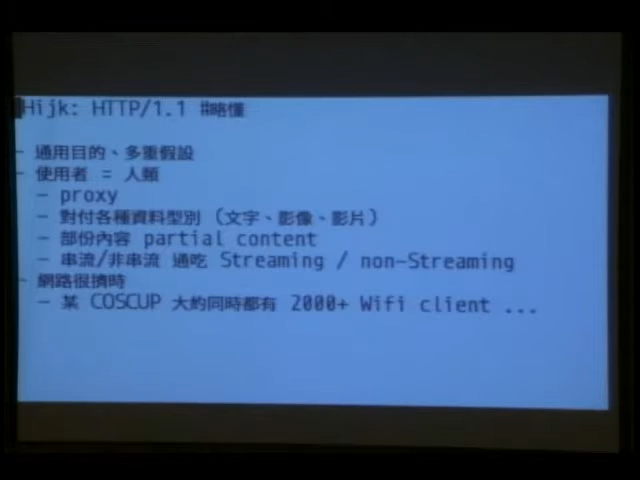 Hijk: HTTP/1.1 #略懂
- 通用目的、多重假設
- 使用者 = 人類
- proxy
- 對付各種資料型別 (文字、影像、影片)
- 部份內容 partial content
- 串流/非串流 通吃 Streaming / non-Streaming
- 網路很擠時
- 某 COSCUP 大約同時都有 2000+ Wifi client ...